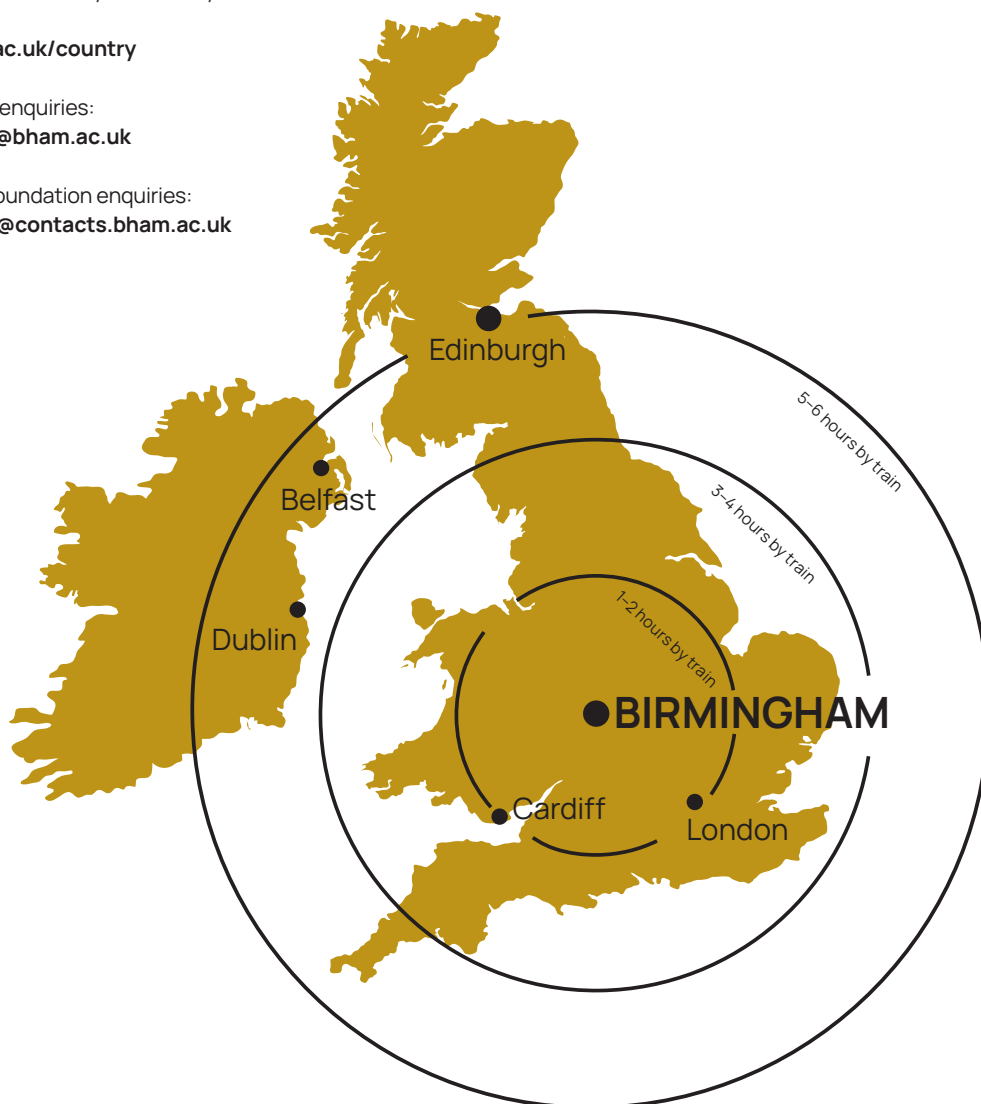 ac.uk/country
enquiries:
@bham.ac.uk
oundation enquiries:
@contacts.bham.ac.uk
Edinburgh
5–6 hours by train
Belfast
3–4 hours by train
1–2 hours by train
Dublin
BIRMINGHAM
Cardiff
London